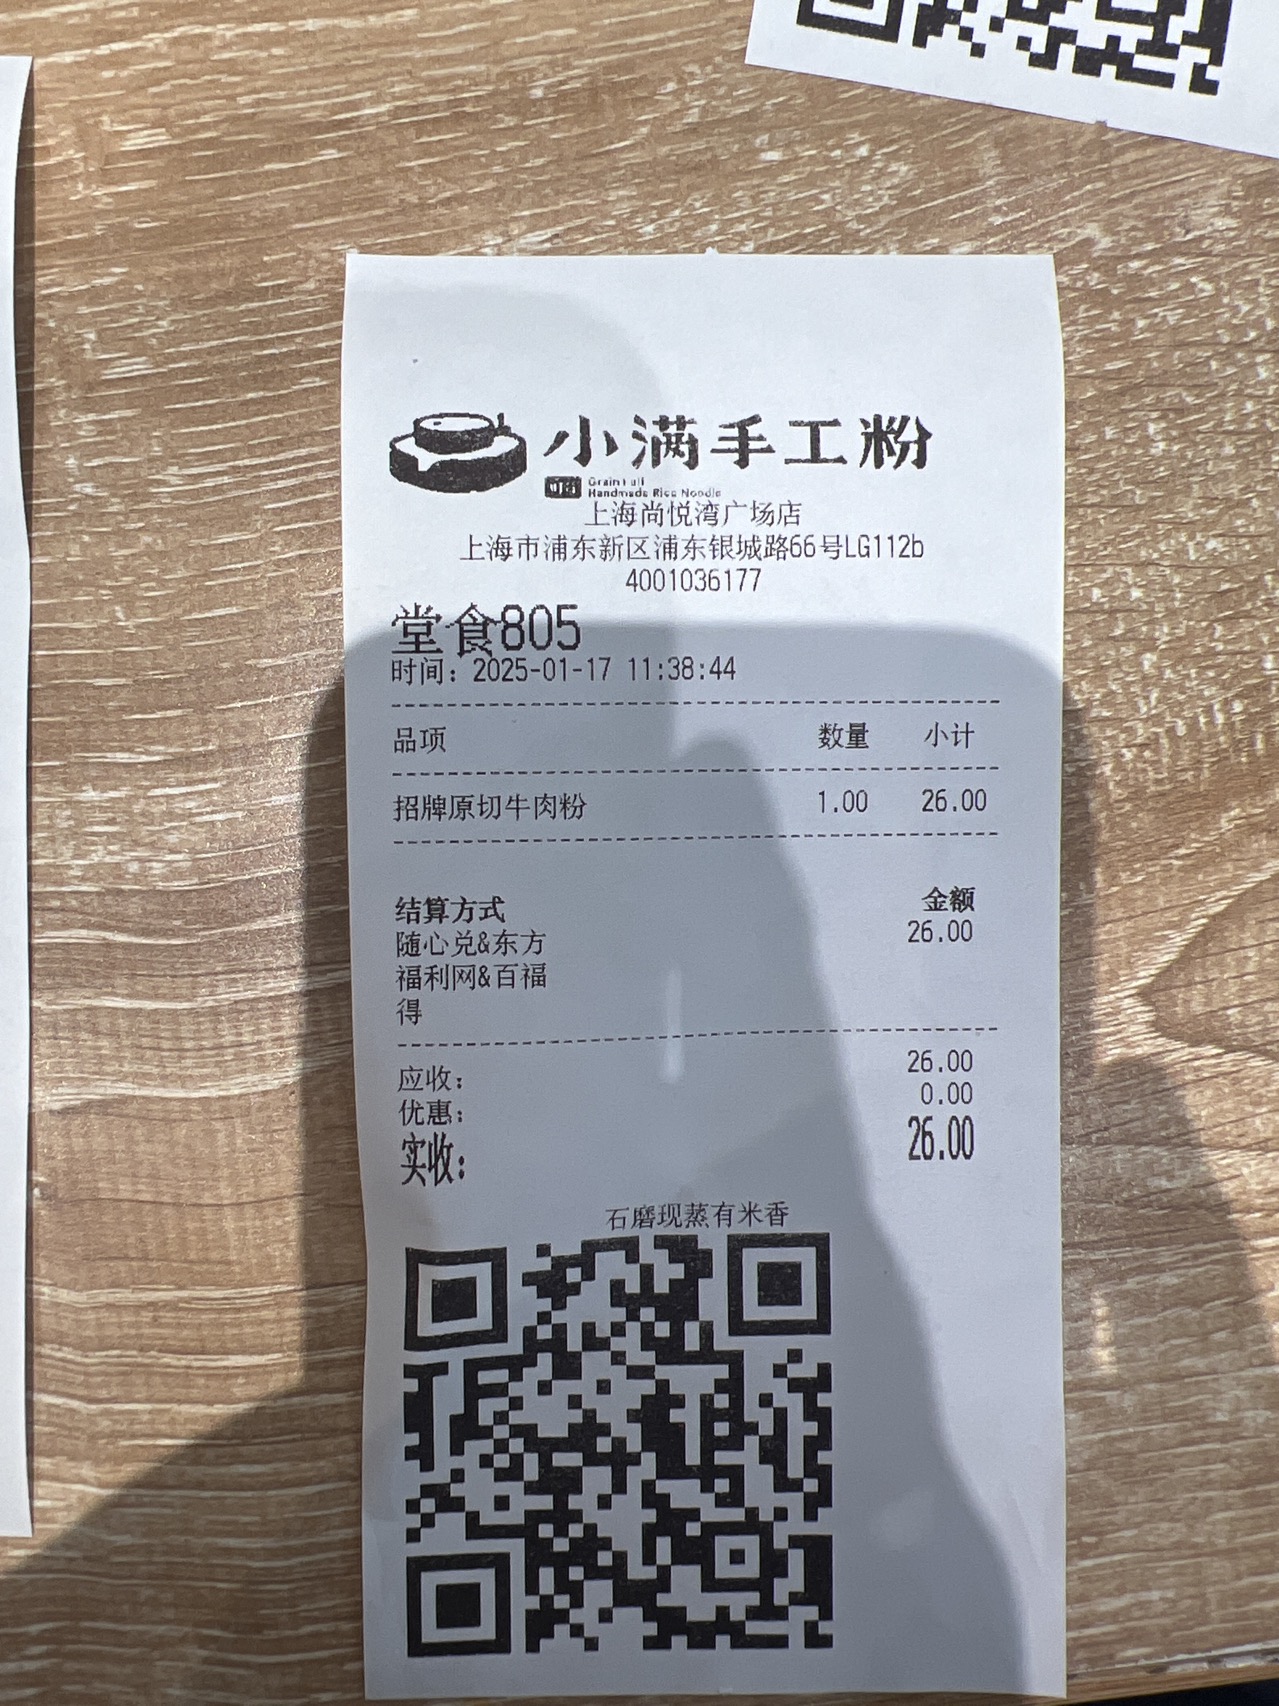 小满手工粉
Grain Full
Handmade Rice Noodle
上海尚悦湾广场店
上海市浦东新区浦东银城路66号LG112b
4001036177
堂食805
时间：2025-01-17 11:38:44
品项 数量 小计
招牌原切牛肉粉 1.00 26.00
结算方式 金额
随心兑&东方 26.00
福利网&百福
得
应收： 26.00
优惠： 0.00
实收： 26.00
石磨现蒸有米香